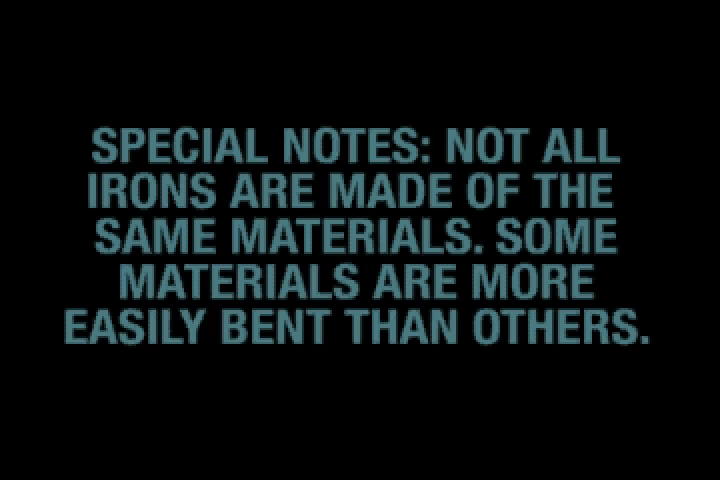 SPECIAL NOTES: NOT ALL
IRONS ARE MADE OF THE
SAME MATERIALS. SOME
MATERIALS ARE MORE
EASILY BENT THAN OTHERS.